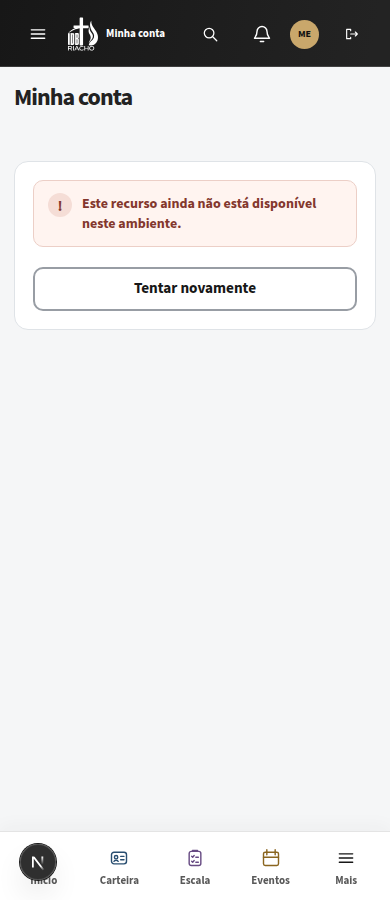 IDBI
RIACHO
Minha conta
ME
Minha conta
!
Este recurso ainda não está disponível
neste ambiente.
Tentar novamente
N
Início
Carteira
Escala
Eventos
Mais